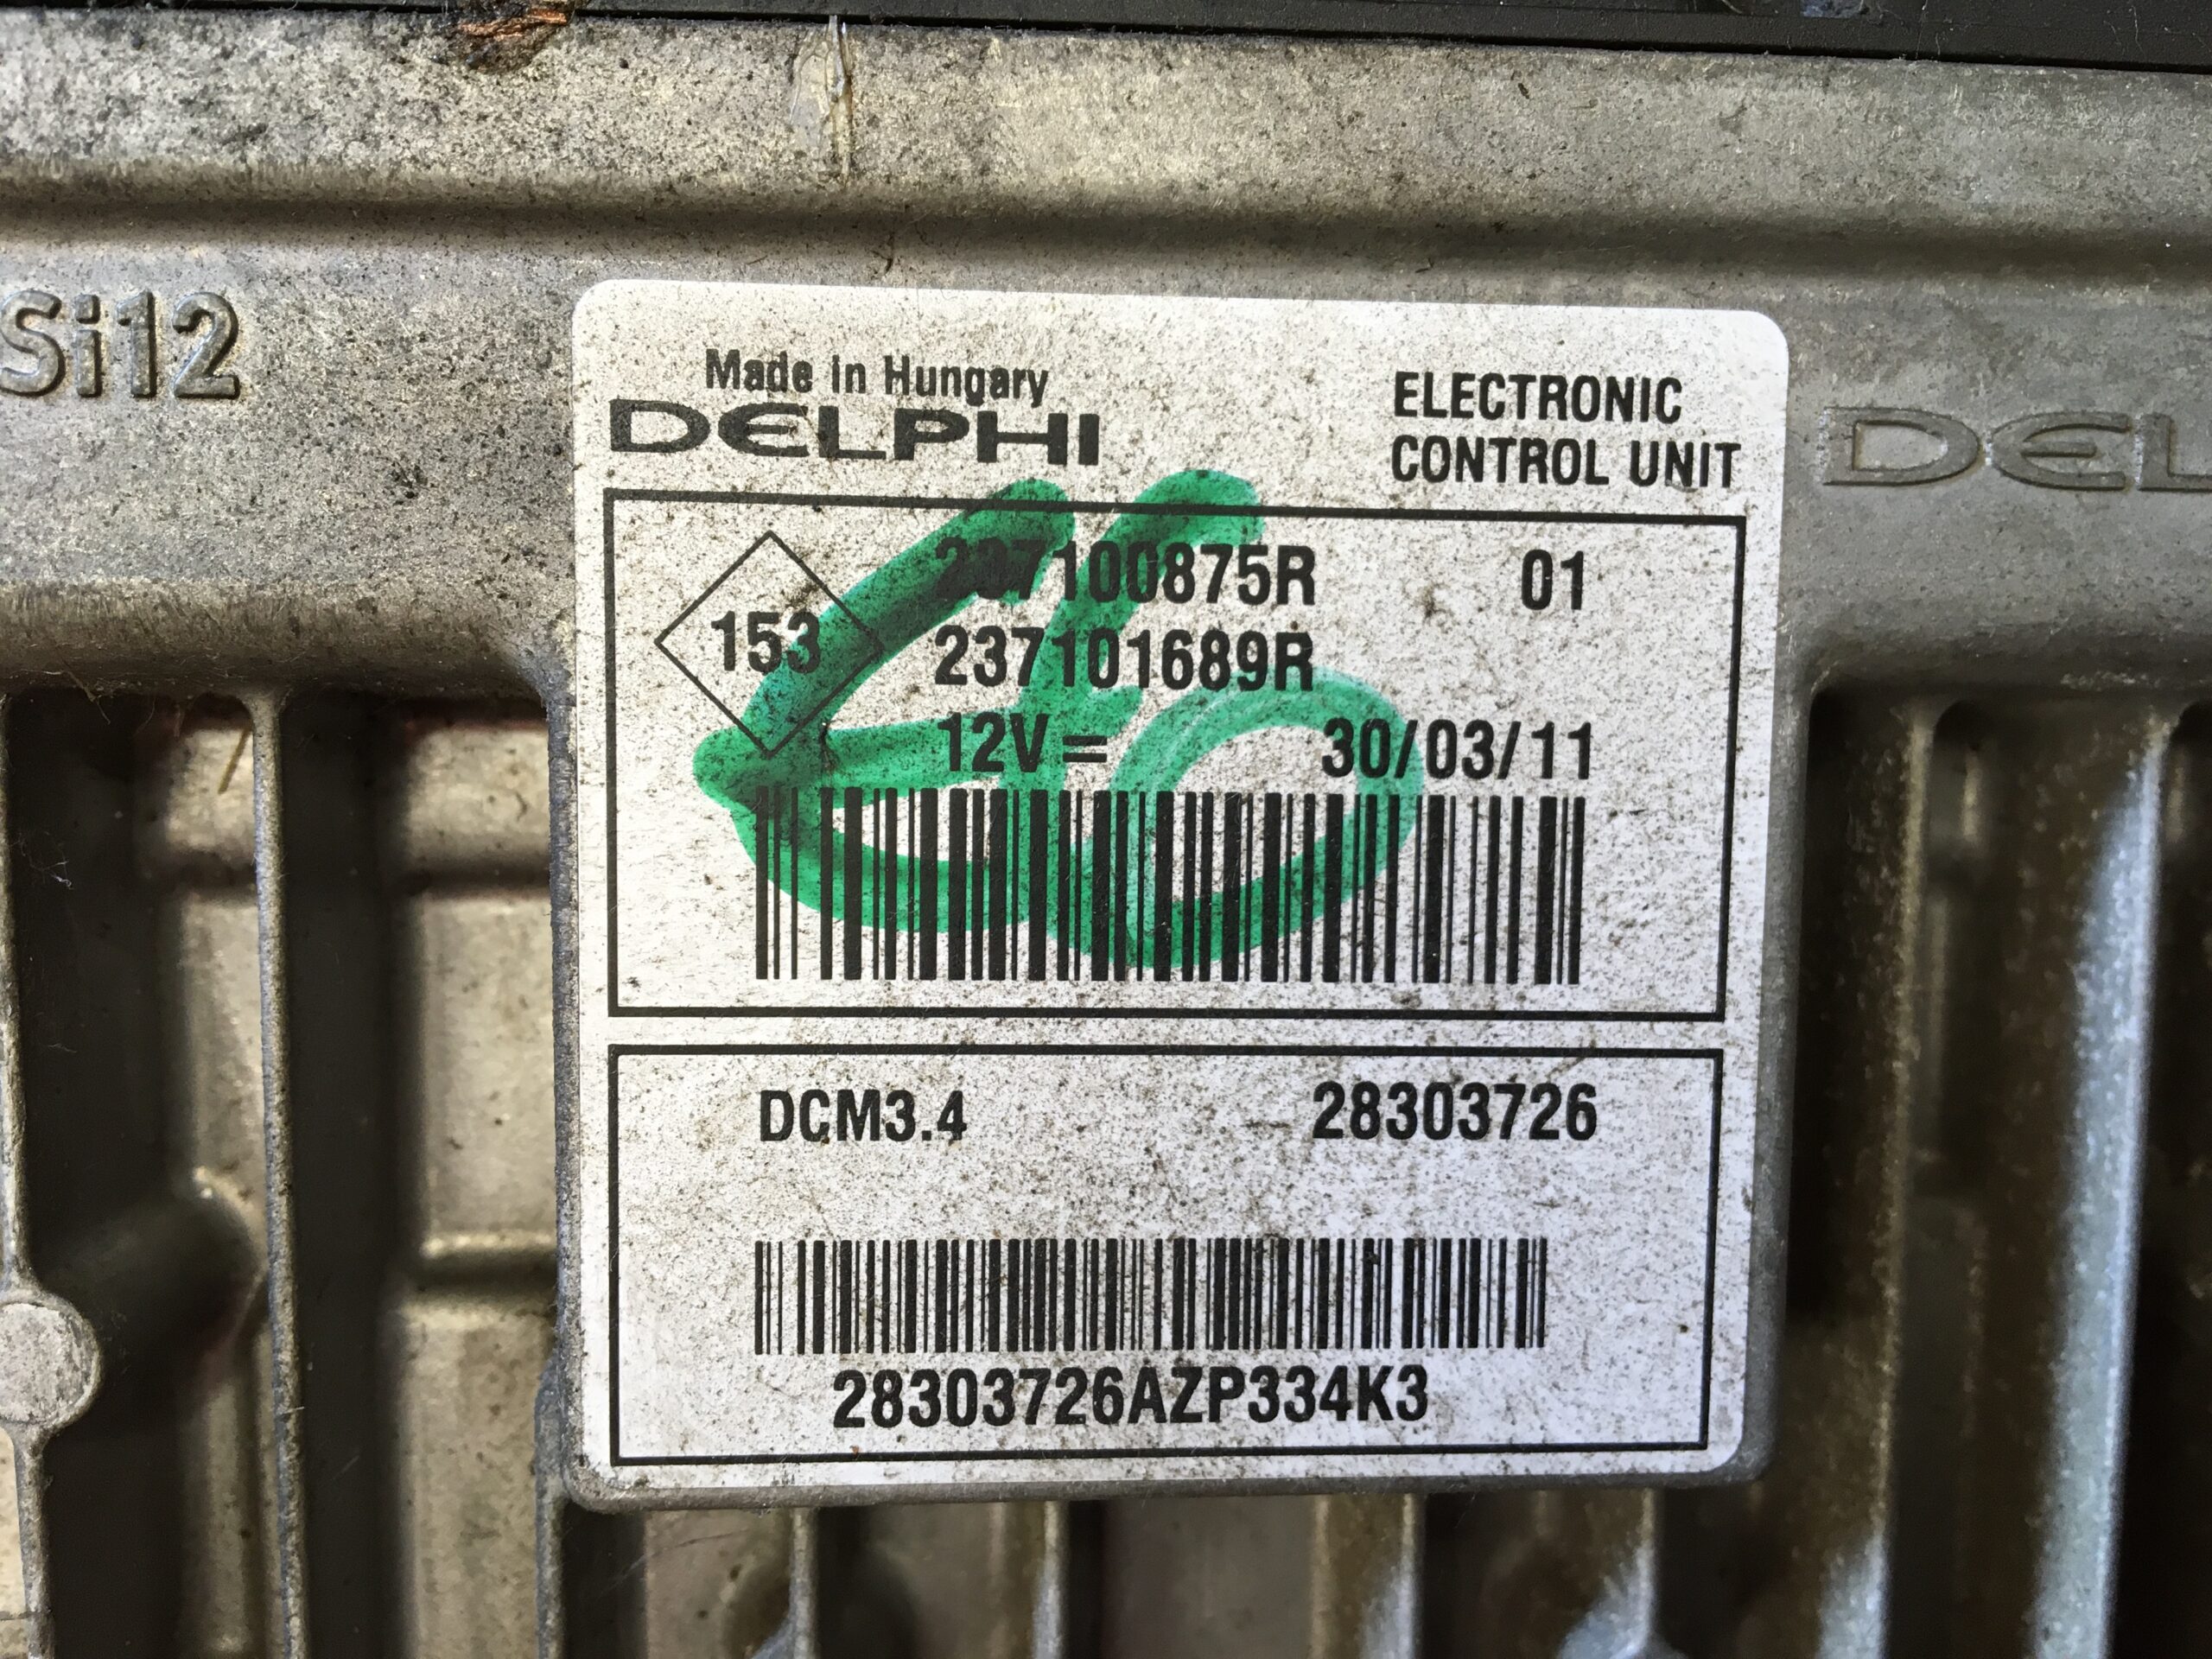 Si12
Made in Hungary
DELPHI
ELECTRONIC
CONTROL UNIT
DEL
153
237100875R 01
237101689R
12V= 30/03/11
DCM3.4 28303726
28303726AZP334K3